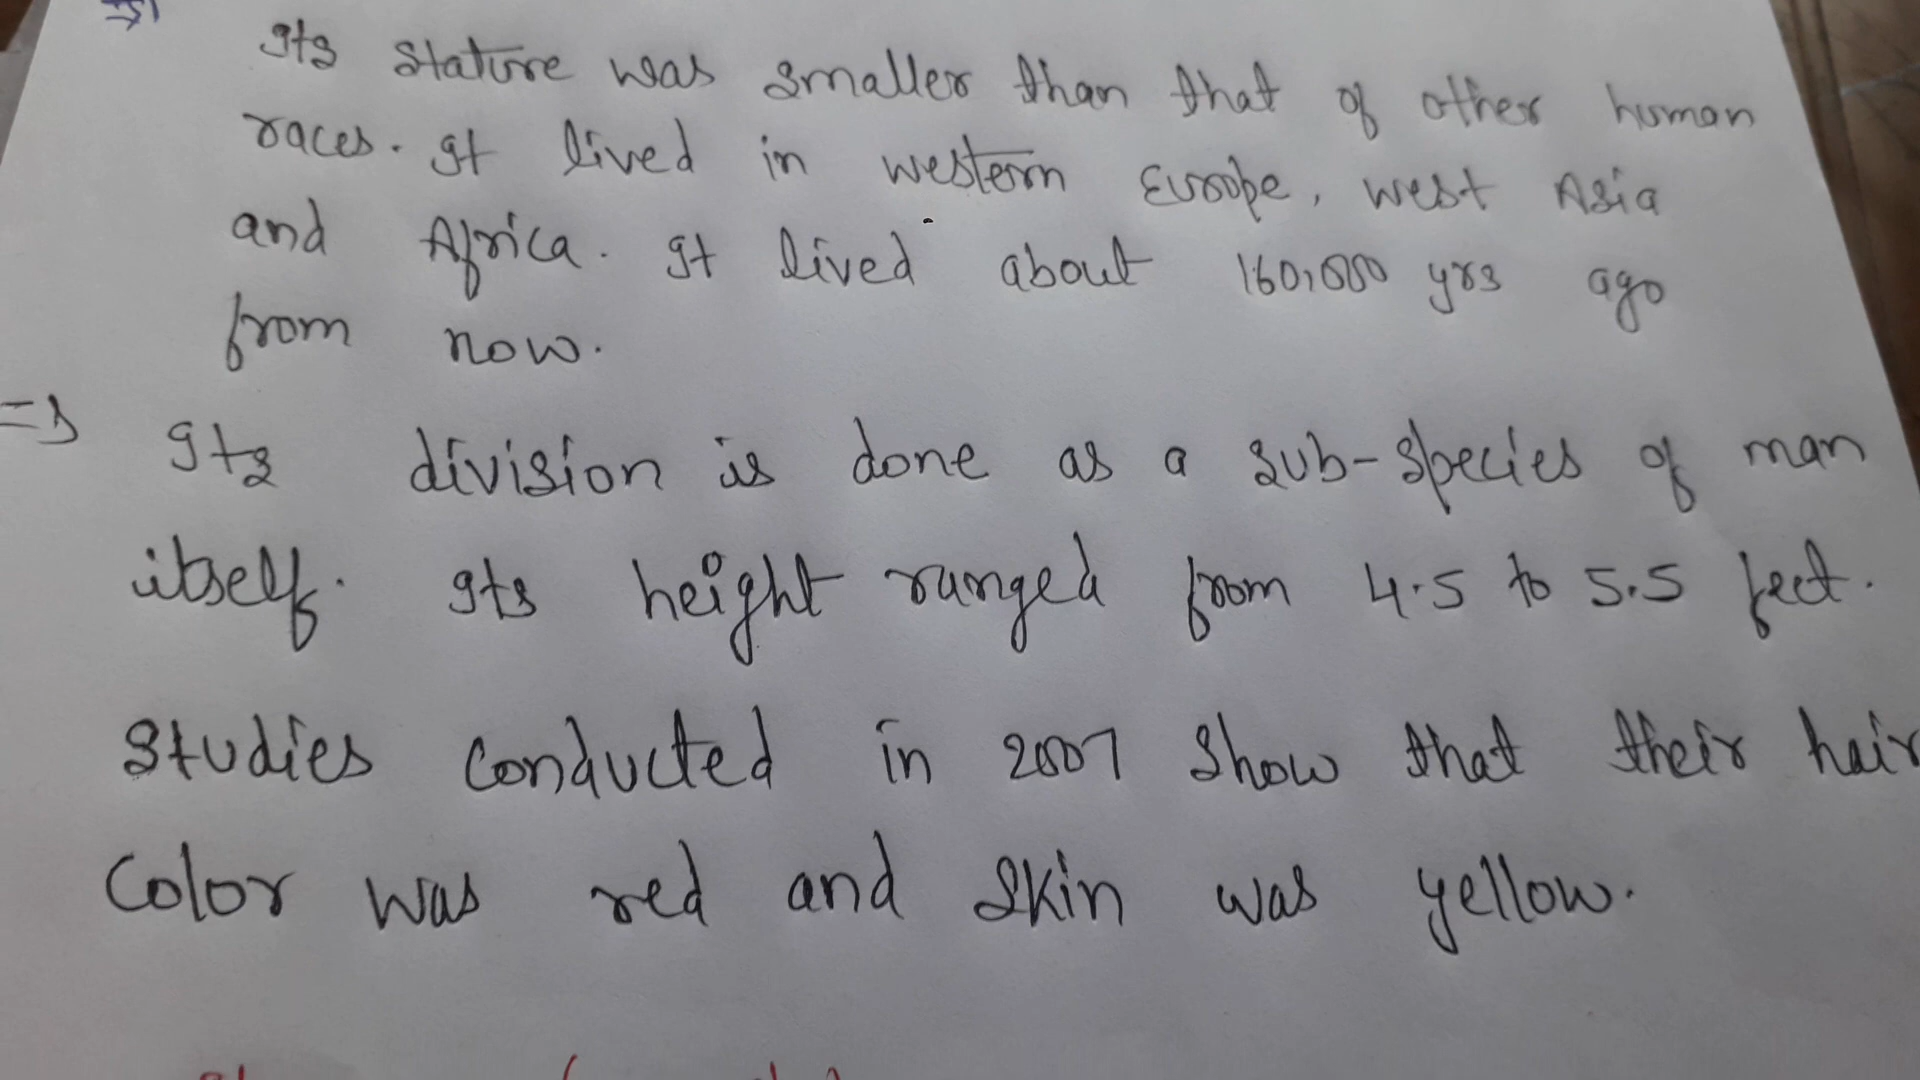 => Its stature was smaller than that of other human
races. It lived in western Europe, west Asia
and Africa. It lived about 160,000 yrs ago
from now.
=> Its division is done as a sub-species of man
itself. Its height ranged from 4.5 to 5.5 feet.
Studies conducted in 2007 show that their hair
Color was red and skin was yellow.